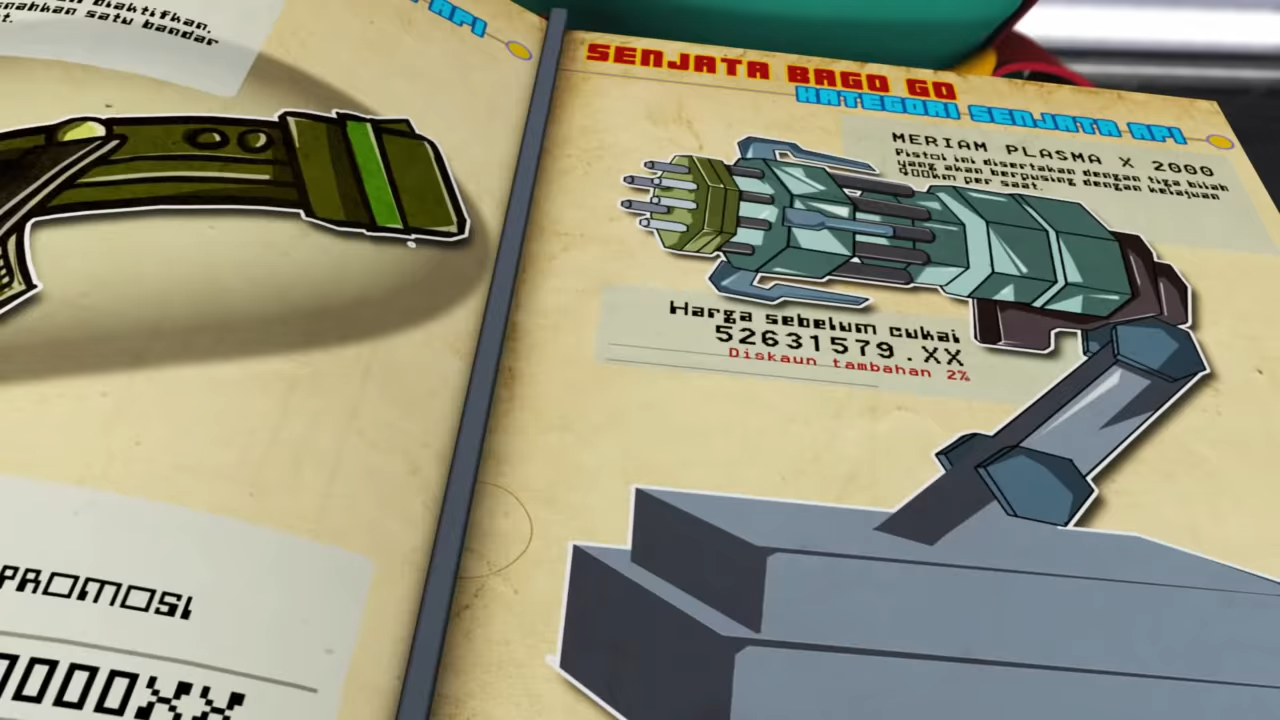 Diaktifkan,
satu bandar
API
PROMOSI
000XX
SENJATA BAGO GO
KATEGORI SENJATA API
MERIAM PLASMA X 2000
Pistol ini disertakan dengan tiga bilah
yang akan berpusing dengan kelajuan
400km per saat.
Harga sebelum cukai
52631579.XX
Diskaun tambahan 2%